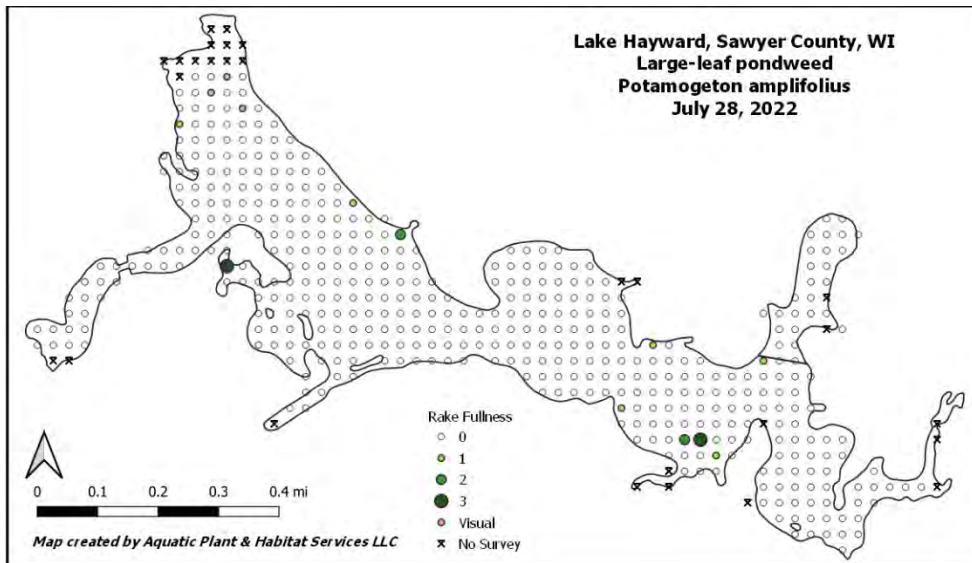 Lake Hayward, Sawyer County, WI
Large-leaf pondweed
Potamogeton amplifolius
July 28, 2022
Rake Fullness
0
1
2
3
Visual
No Survey
0 0.1 0.2 0.3 0.4 mi
Map created by Aquatic Plant & Habitat Services LLC